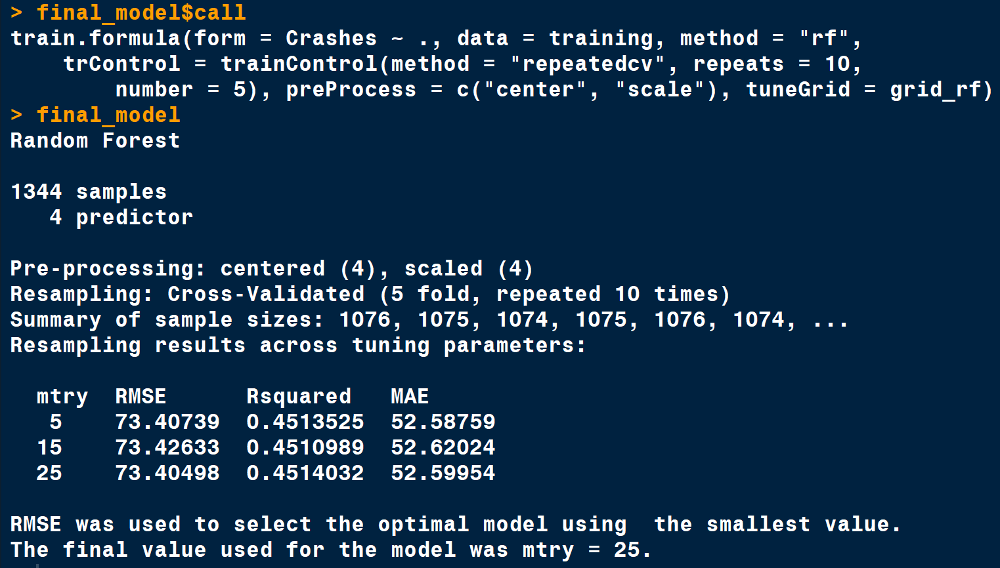 > final_model$call
train.formula(form = Crashes ~ ., data = training, method = "rf",
    trControl = trainControl(method = "repeatedcv", repeats = 10,
        number = 5), preProcess = c("center", "scale"), tuneGrid = grid_rf)
> final_model
Random Forest

1344 samples
   4 predictor

Pre-processing: centered (4), scaled (4)
Resampling: Cross-Validated (5 fold, repeated 10 times)
Summary of sample sizes: 1076, 1075, 1074, 1075, 1076, 1074, ...
Resampling results across tuning parameters:

  mtry  RMSE      Rsquared   MAE
   5    73.40739  0.4513525  52.58759
  15    73.42633  0.4510989  52.62024
  25    73.40498  0.4514032  52.59954

RMSE was used to select the optimal model using  the smallest value.
The final value used for the model was mtry = 25.